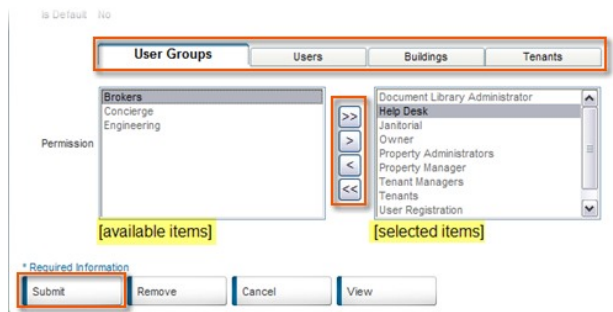 Is Default No
User Groups Users Buildings Tenants
Permission
Brokers
Concierge
Engineering
>>
>
<
<<
Document Library Administrator
Help Desk
Janitorial
Owner
Property Administrators
Property Manager
Tenant Managers
Tenants
User Registration
[available items] [selected items]
* Required Information
Submit Remove Cancel View